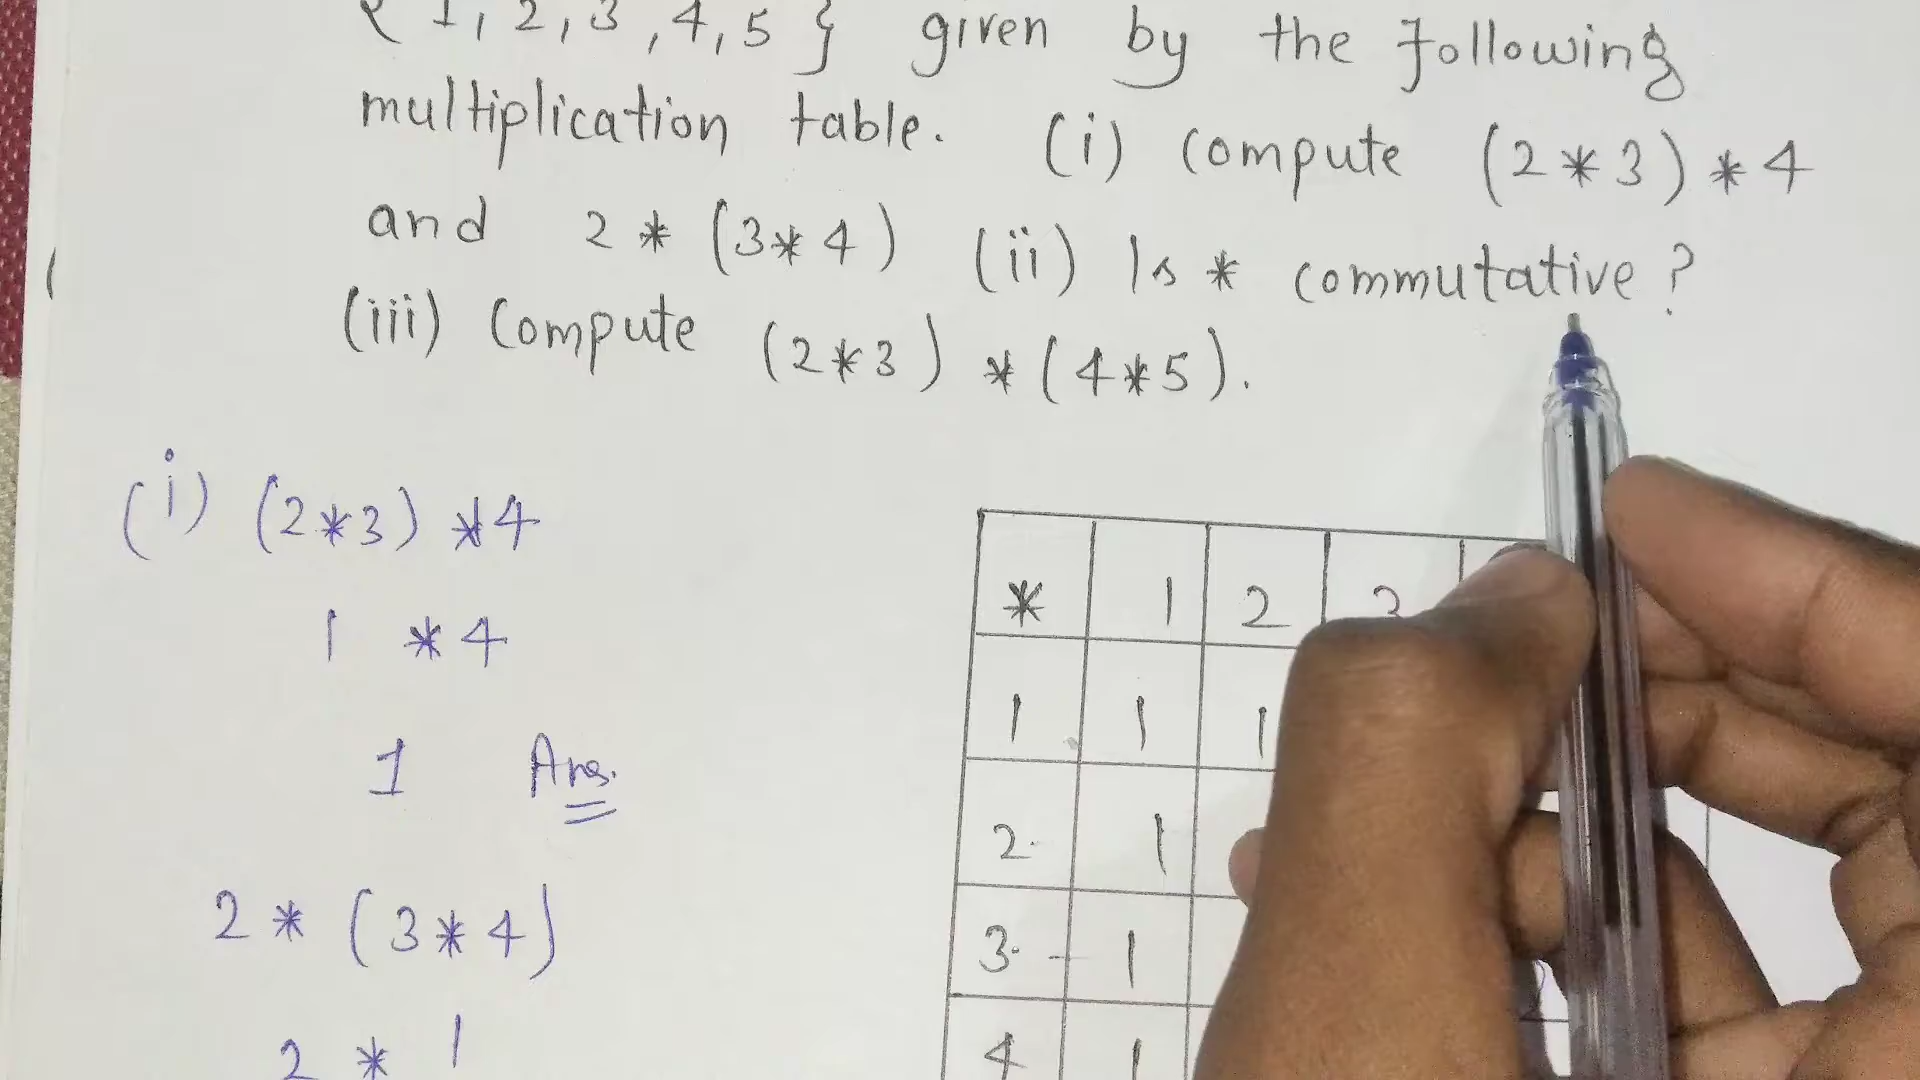 { 1, 2, 3, 4, 5 } given by the following
multiplication table. (i) compute (2*3)*4
and 2 * (3*4) (ii) Is * commutative?
(iii) compute (2*3) * (4*5).
(i) (2*3) *4
1 *4
1 Ans.
2 * (3*4)
2 * 1
* 1 2 3
1 1 1
2 1
3 1
4 1